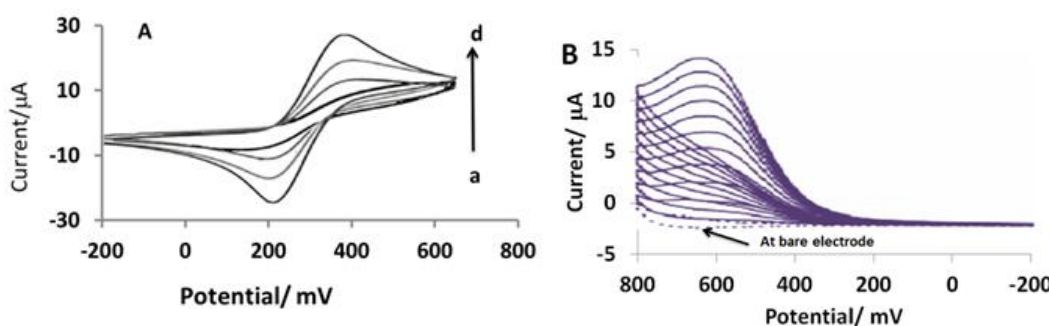 A
d
a
30
10
-10
-30
-200 0 200 400 600 800
Current/μA
Potential/ mV
B
15
10
5
0
-5
800 600 400 200 0 -200
Current/ μA
Potential/ mV
At bare electrode